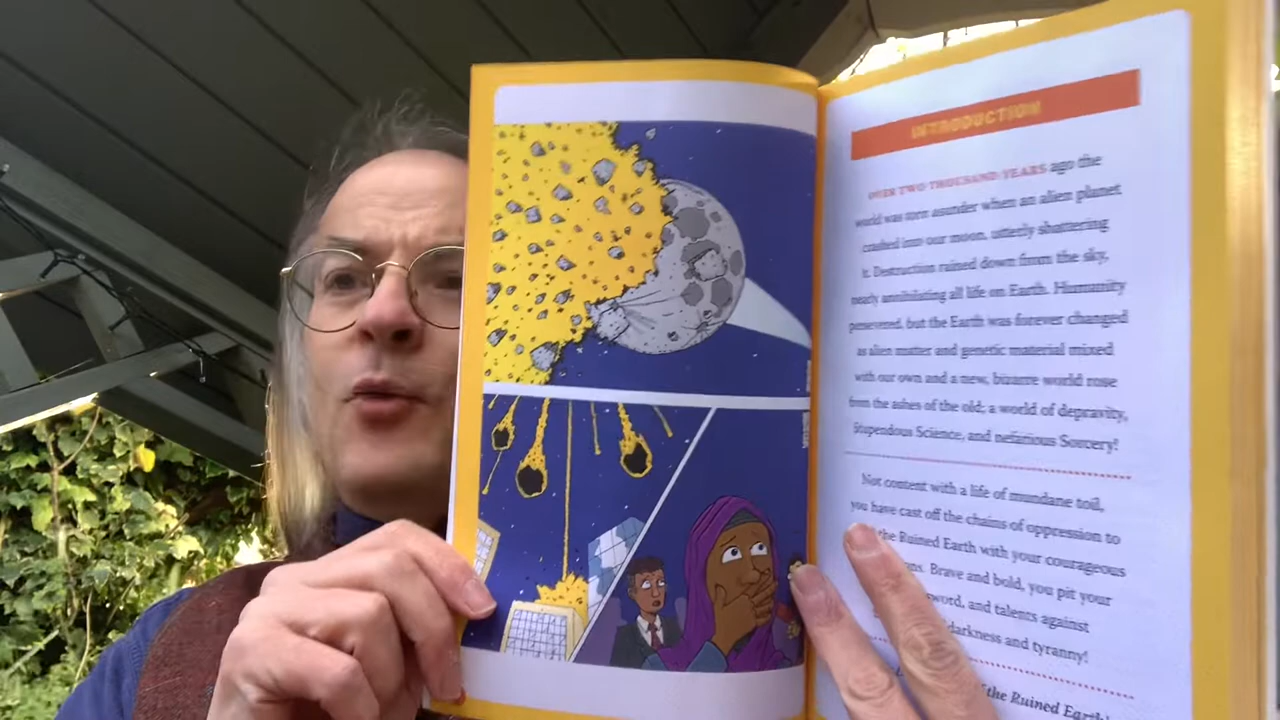 INTRODUCTION
OVER TWO THOUSAND YEARS ago the
world was torn asunder when an alien planet
crashed into our moon, utterly shattering
it. Destruction rained down from the sky,
nearly annihilating all life on Earth. Humanity
persevered, but the Earth was forever changed
as alien matter and genetic material mixed
with our own and a new, bizarre world rose
from the ashes of the old; a world of depravity,
Stupendous Science, and nefarious Sorcery!
Not content with a life of mundane toil,
you have cast off the chains of oppression to
the Ruined Earth with your courageous
ns. Brave and bold, you pit your
sword, and talents against
darkness and tyranny!
of the Ruined Earth!